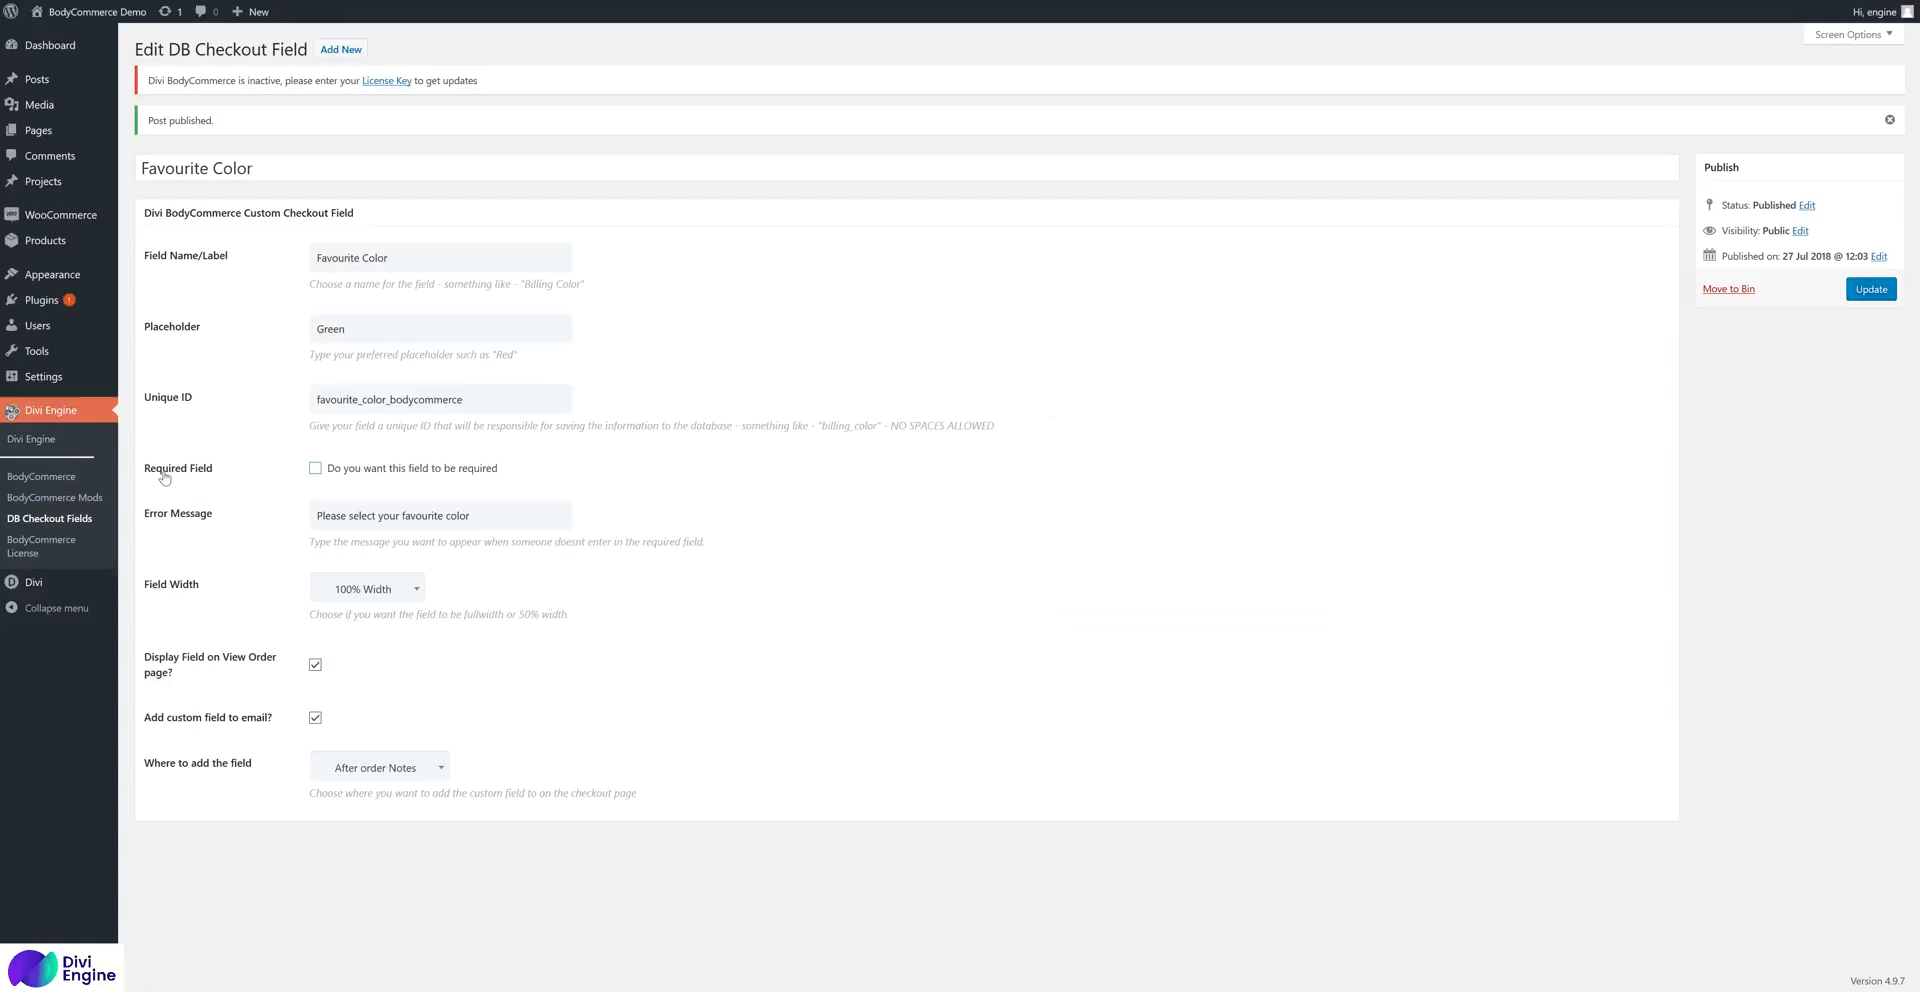 BodyCommerce Demo
1
0
New
Hi, engine
Screen Options
Dashboard
Posts
Media
Pages
Comments
Projects
WooCommerce
Products
Appearance
Plugins 1
Users
Tools
Settings
Divi Engine
Divi Engine
BodyCommerce
BodyCommerce Mods
DB Checkout Fields
BodyCommerce
License
Divi
Collapse menu
Edit DB Checkout Field
Add New
Divi BodyCommerce is inactive, please enter your License Key to get updates
Post published.
Favourite Color
Divi BodyCommerce Custom Checkout Field
Field Name/Label
Favourite Color
Choose a name for the field - something like - "Billing Color"
Placeholder
Green
Type your preferred placeholder such as "Red"
Unique ID
favourite_color_bodycommerce
Give your field a unique ID that will be responsible for saving the information to the database - something like - "billing_color" - NO SPACES ALLOWED
Required Field
Do you want this field to be required
Error Message
Please select your favourite color
Type the message you want to appear when someone doesnt enter in the required field.
Field Width
100% Width
Choose if you want the field to be fullwidth or 50% width.
Display Field on View Order
page?
Add custom field to email?
Where to add the field
After order Notes
Choose where you want to add the custom field to on the checkout page
Publish
Status: Published Edit
Visibility: Public Edit
Published on: 27 Jul 2018 @ 12:03 Edit
Move to Bin
Update
Divi
Engine
Version 4.9.7